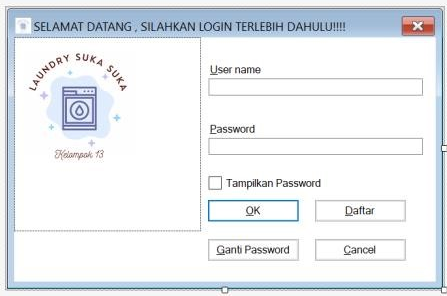 SELAMAT DATANG , SILAHKAN LOGIN TERLEBIH DAHULU!!!!
LAUNDRY SUKA SUKA
Kelompok 13
User name
Password
Tampilkan Password
OK
Daftar
Ganti Password
Cancel